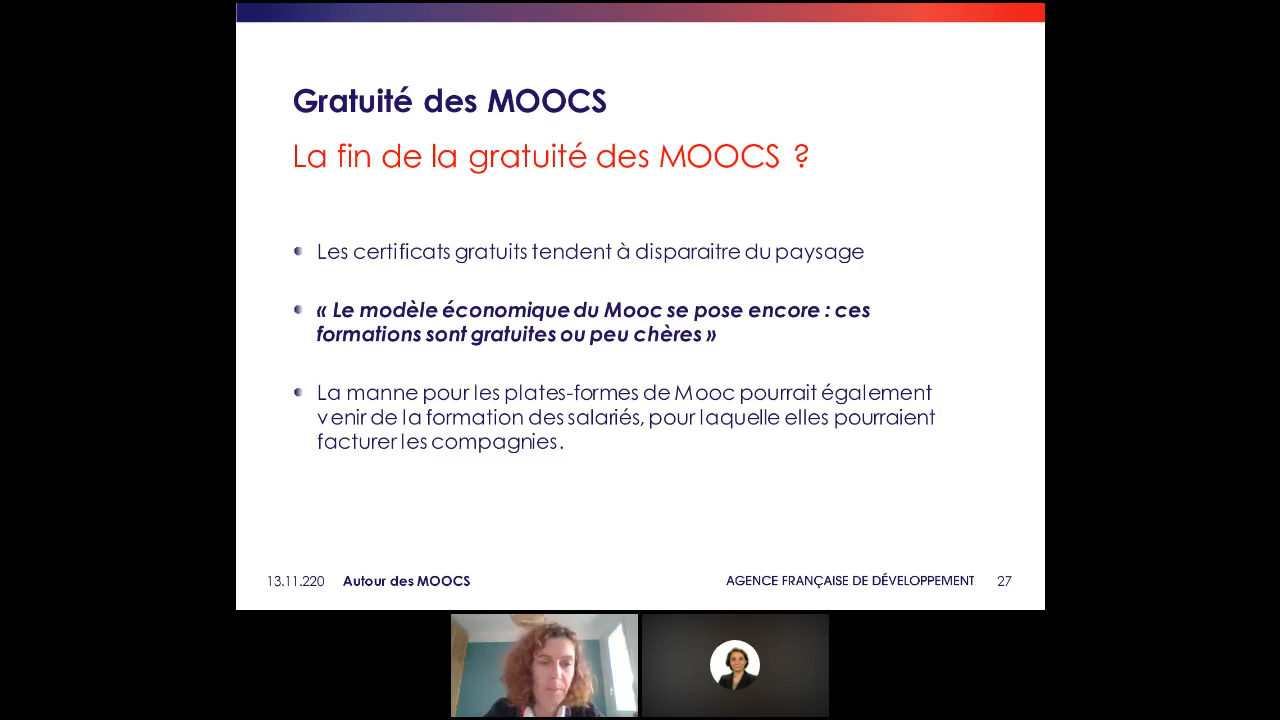 Gratuité des MOOCS
La fin de la gratuité des MOOCS ?
Les certificats gratuits tendent à disparaitre du paysage
« Le modèle économique du Mooc se pose encore : ces
formations sont gratuites ou peu chères »
La manne pour les plates-formes de Mooc pourrait également
venir de la formation des salariés, pour laquelle elles pourraient
facturer les compagnies.
13.11.220 Autour des MOOCS AGENCE FRANÇAISE DE DÉVELOPPEMENT 27